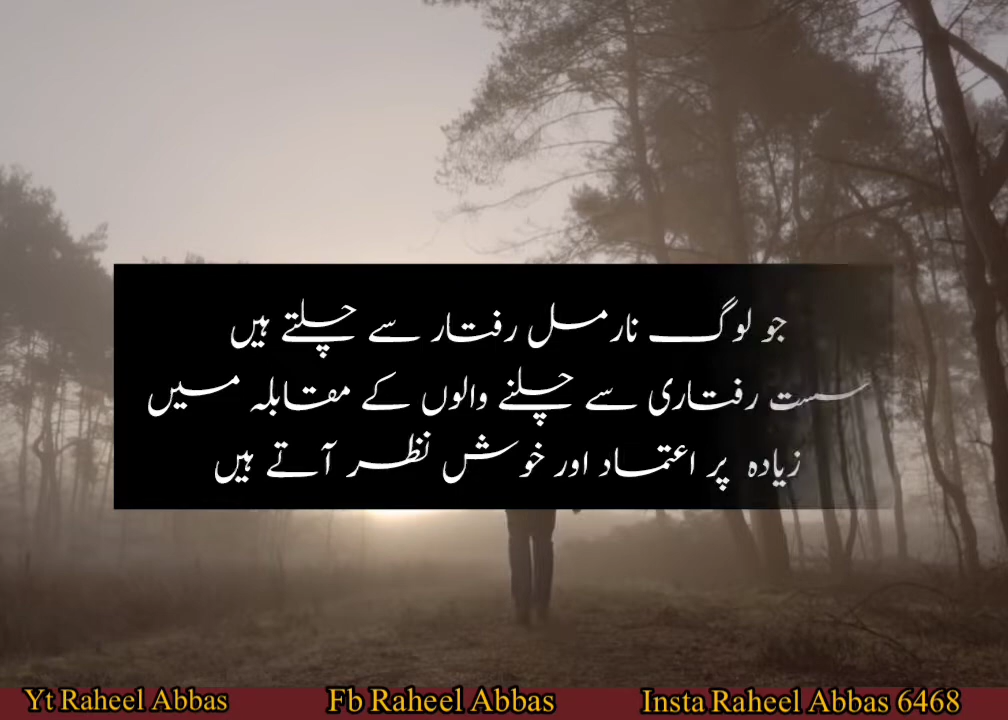 جو لوگ نارمل رفتار سے چلتے ہیں
سست رفتاری سے چلنے والوں کے مقابلہ میں
زیادہ پر اعتماد اور خوش نظر آتے ہیں
Yt Raheel Abbas Fb Raheel Abbas Insta Raheel Abbas 6468